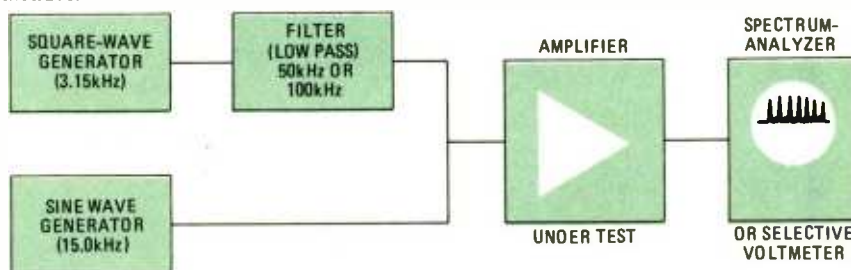 SQUARE-WAVE
GENERATOR
(3.15kHz)
FILTER
(LOW PASS)
50kHz OR
100kHz
SINE WAVE
GENERATOR
(15.0kHz)
AMPLIFIER
UNDER TEST
SPECTRUM-
ANALYZER
OR SELECTIVE
VOLTMETER